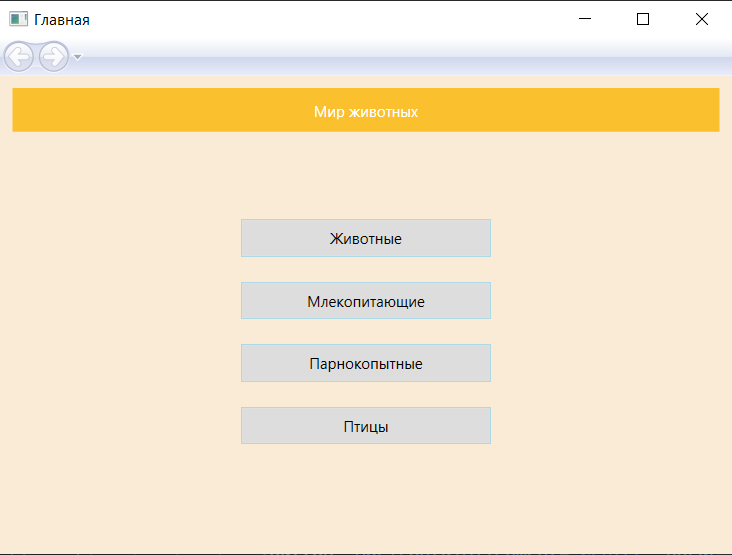 Главная
Мир животных
Животные
Млекопитающие
Парнокопытные
Птицы